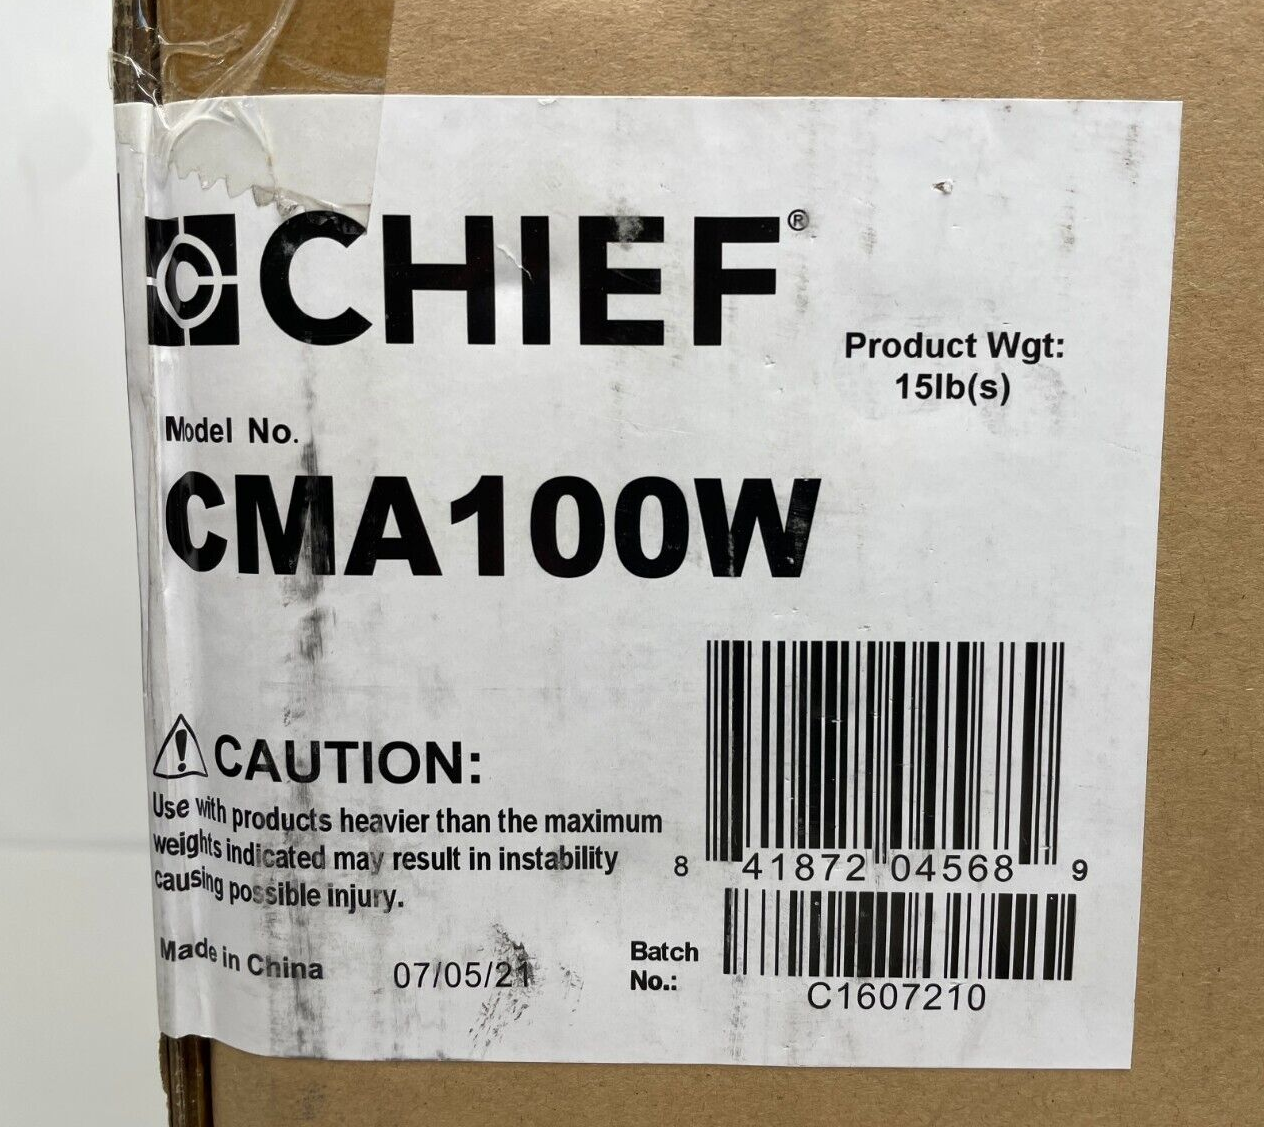 CHIEF®
Product Wgt:
15lb(s)
Model No.
CMA100W
CAUTION:
Use with products heavier than the maximum
weights indicated may result in instability
causing possible injury.
8 41872 04568 9
Made in China 07/05/21
Batch
No.:
C1607210